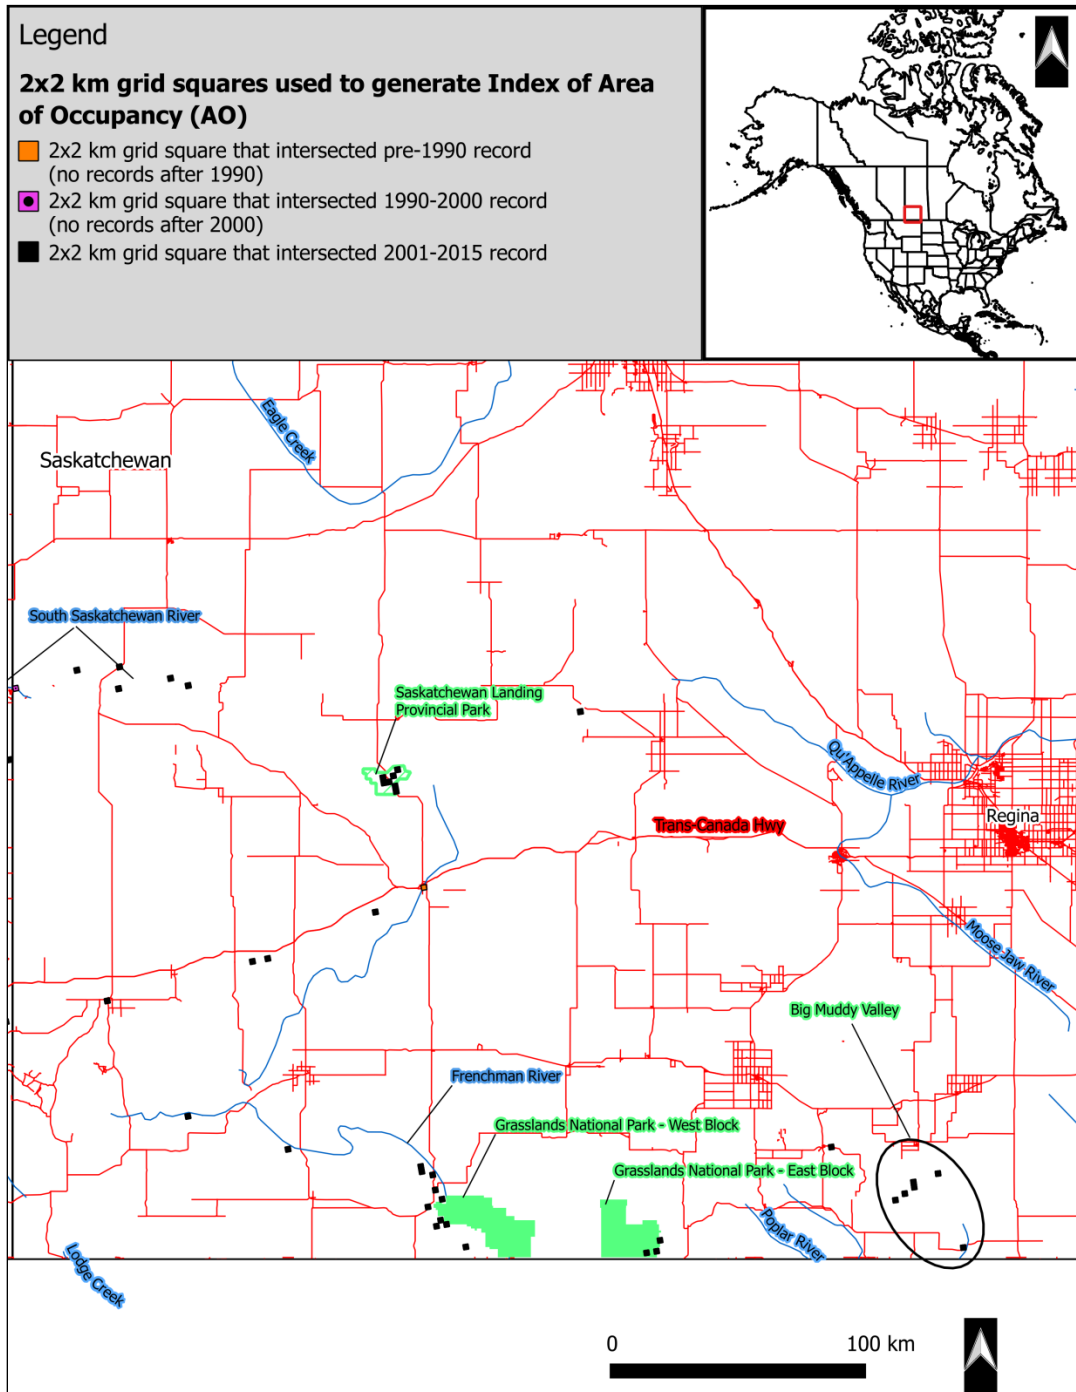 Legend
2x2 km grid squares used to generate Index of Area
of Occupancy (AO)
2x2 km grid square that intersected pre-1990 record
(no records after 1990)
2x2 km grid square that intersected 1990-2000 record
(no records after 2000)
2x2 km grid square that intersected 2001-2015 record
Eagle Creek
Saskatchewan
South Saskatchewan River
Saskatchewan Landing
Provincial Park
Qu'Appelle River
Trans-Canada Hwy
Regina
Moose Jaw River
Big Muddy Valley
Frenchman River
Grasslands National Park - West Block
Grasslands National Park - East Block
Poplar River
Lodge Creek
0 100 km